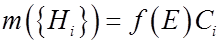 m({H_i}) = f(E)C_i